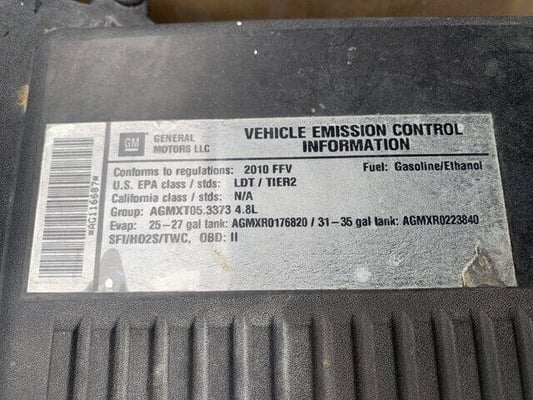 WAG116687W
GM
GENERAL MOTORS LLC
VEHICLE EMISSION CONTROL
INFORMATION
Conforms to regulations: 2010 FFV
Fuel: Gasoline/Ethanol
U.S. EPA class / stds: LDT / TIER2
California class / stds: N/A
Group: AGMXT05.3373 4.8L
Evap: 25-27 gal tank: AGMXR0176820 / 31-35 gal tank: AGMXR0223840
SFI/HO2S/TWC, OBD: II